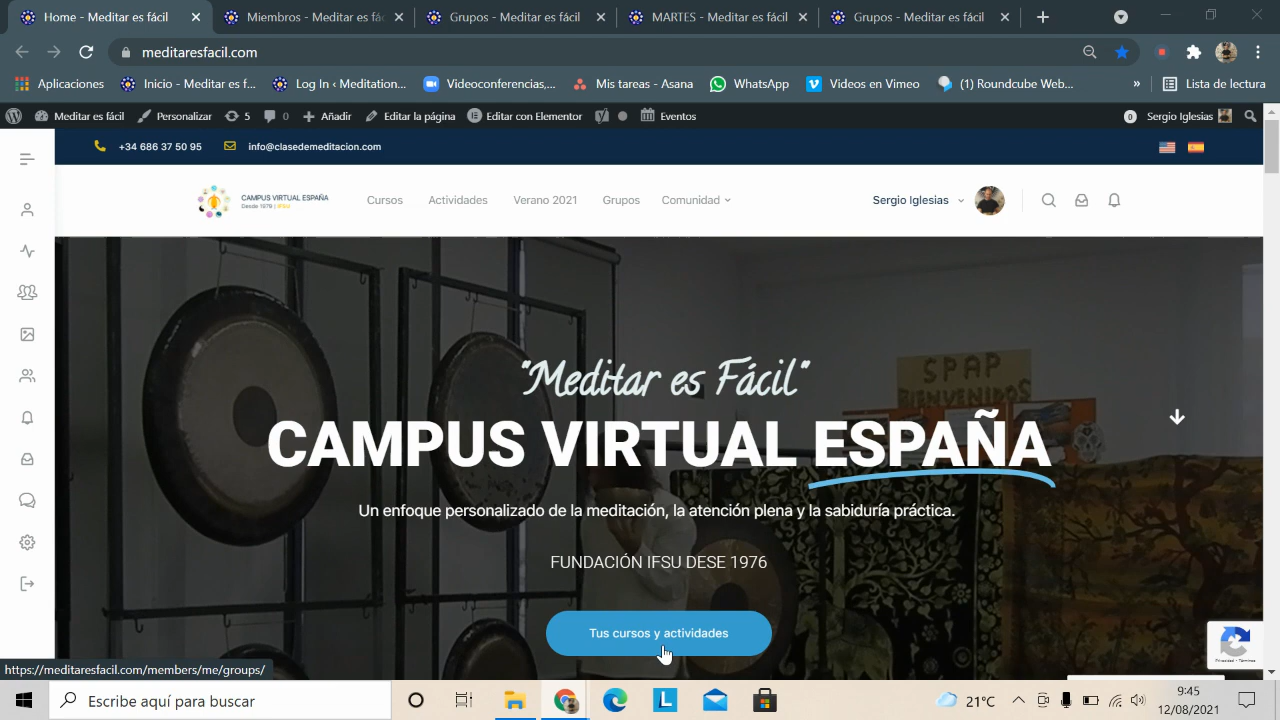 Home - Meditar es fácil
Miembros - Meditar es fác
Grupos - Meditar es fácil
MARTES - Meditar es fácil
Grupos - Meditar es fácil
meditaresfacil.com
Aplicaciones
Inicio - Meditar es f...
Log In ‹ Meditation...
Videoconferencias,...
Mis tareas - Asana
WhatsApp
Videos en Vimeo
(1) Roundcube Web...
»
Lista de lectura
Meditar es fácil
Personalizar
5
0
Añadir
Editar la página
Editar con Elementor
Eventos
0
Sergio Iglesias
+34 686 37 50 95
info@clasedemeditacion.com
CAMPUS VIRTUAL ESPAÑA
Desde 1976 | IFSU
Cursos
Actividades
Verano 2021
Grupos
Comunidad
Sergio Iglesias
SPAP
BIENVENIDOS
"Meditar es Fácil"
CAMPUS VIRTUAL ESPAÑA
Un enfoque personalizado de la meditación, la atención plena y la sabiduría práctica.
FUNDACIÓN IFSU DESE 1976
Tus cursos y actividades
Privacidad - Términos
https://meditaresfacil.com/members/me/groups/
Escribe aquí para buscar
21°C
9:45
12/08/2021